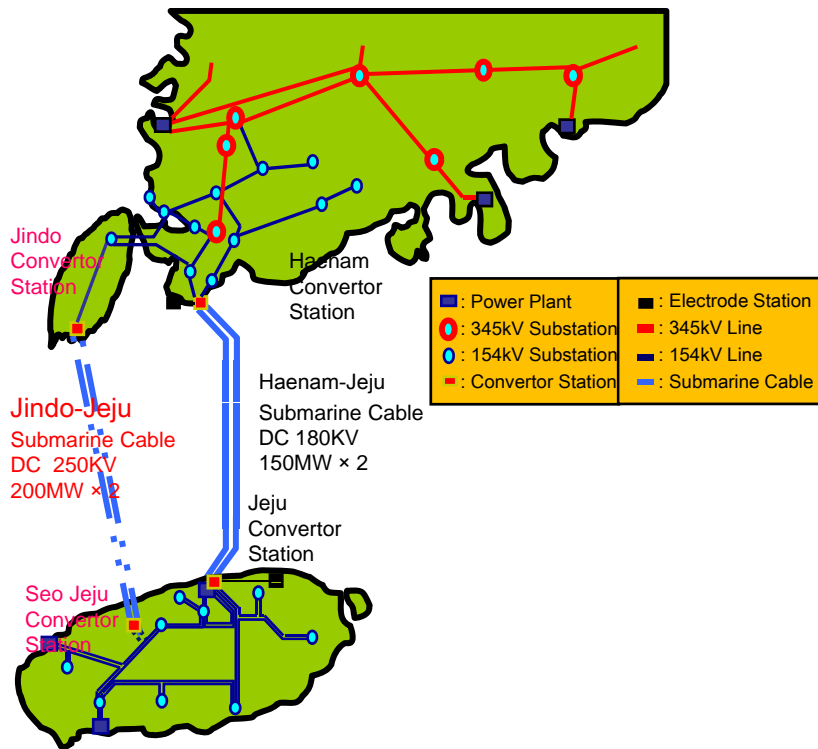 Jindo
Convertor
Station
Haenam
Convertor
Station
: Power Plant
: 345kV Substation
: 154kV Substation
: Convertor Station
: Electrode Station
: 345kV Line
: 154kV Line
: Submarine Cable
Jindo-Jeju
Submarine Cable
DC 250KV
200MW × 2
Haenam-Jeju
Submarine Cable
DC 180KV
150MW × 2
Jeju
Convertor
Station
Seo Jeju
Convertor
Station